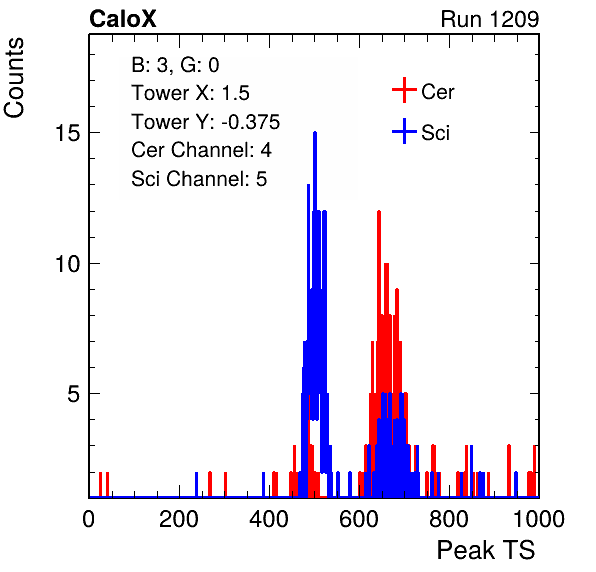 CaloX Run 1209
Counts
B: 3, G: 0
Tower X: 1.5
Tower Y: -0.375
Cer Channel: 4
Sci Channel: 5
Cer
Sci
15
10
5
0 200 400 600 800 1000
Peak TS